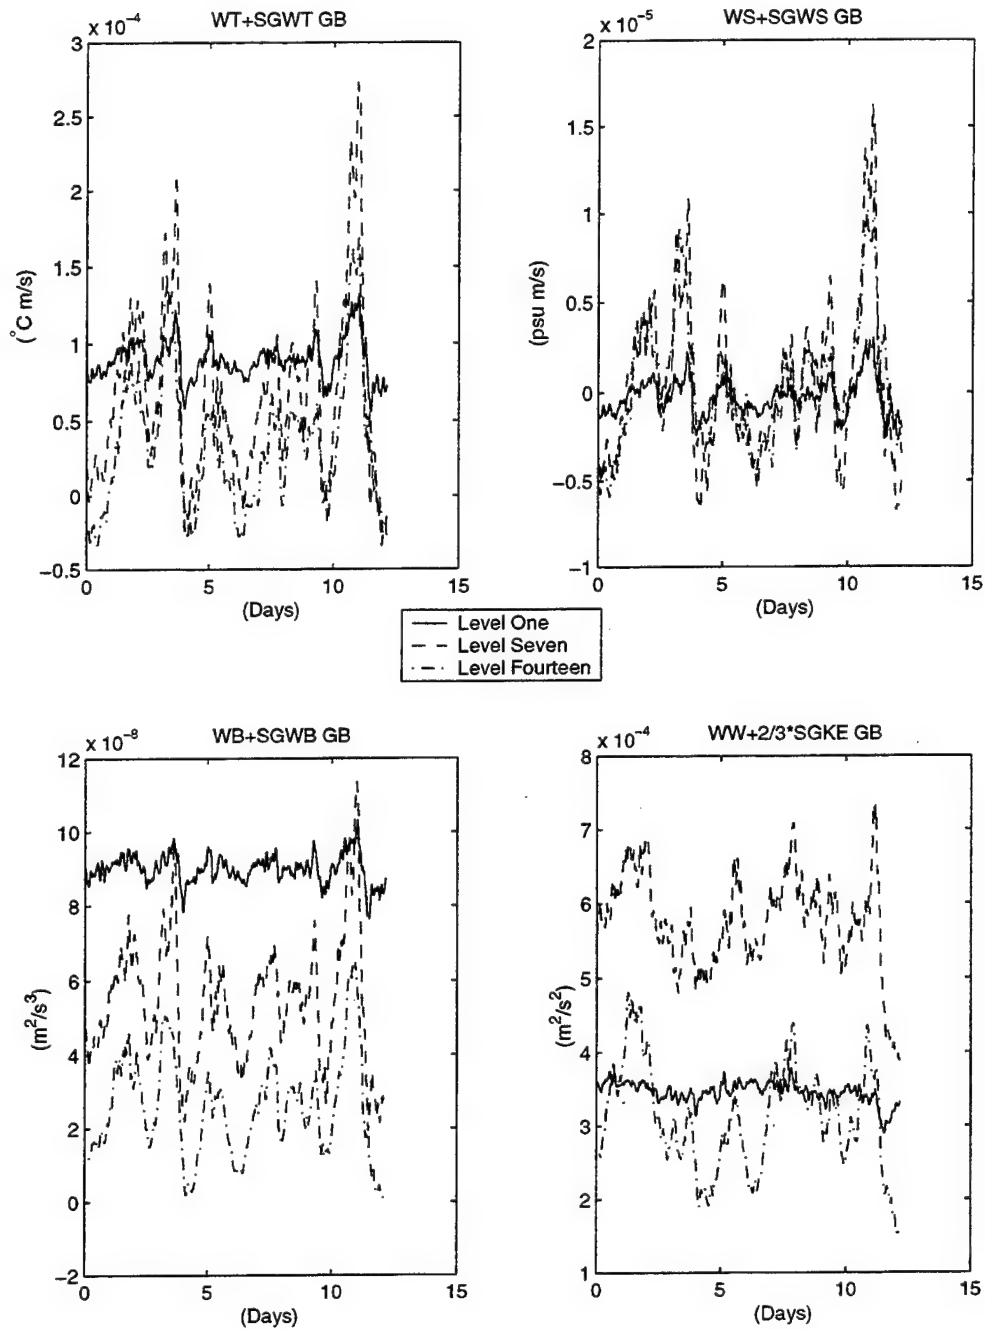 WT+SGWT GB
x 10⁻⁴
3
2.5
2
1.5
1
0.5
0
−0.5
(°C m/s)
0 5 10 15
(Days)
WS+SGWS GB
x 10⁻⁵
2
1.5
1
0.5
0
−0.5
−1
(psu m/s)
0 5 10 15
(Days)
Level One
Level Seven
Level Fourteen
WB+SGWB GB
x 10⁻⁸
12
10
8
6
4
2
0
−2
(m²/s³)
0 5 10 15
(Days)
WW+2/3*SGKE GB
x 10⁻⁴
8
7
6
5
4
3
2
1
(m²/s²)
0 5 10 15
(Days)